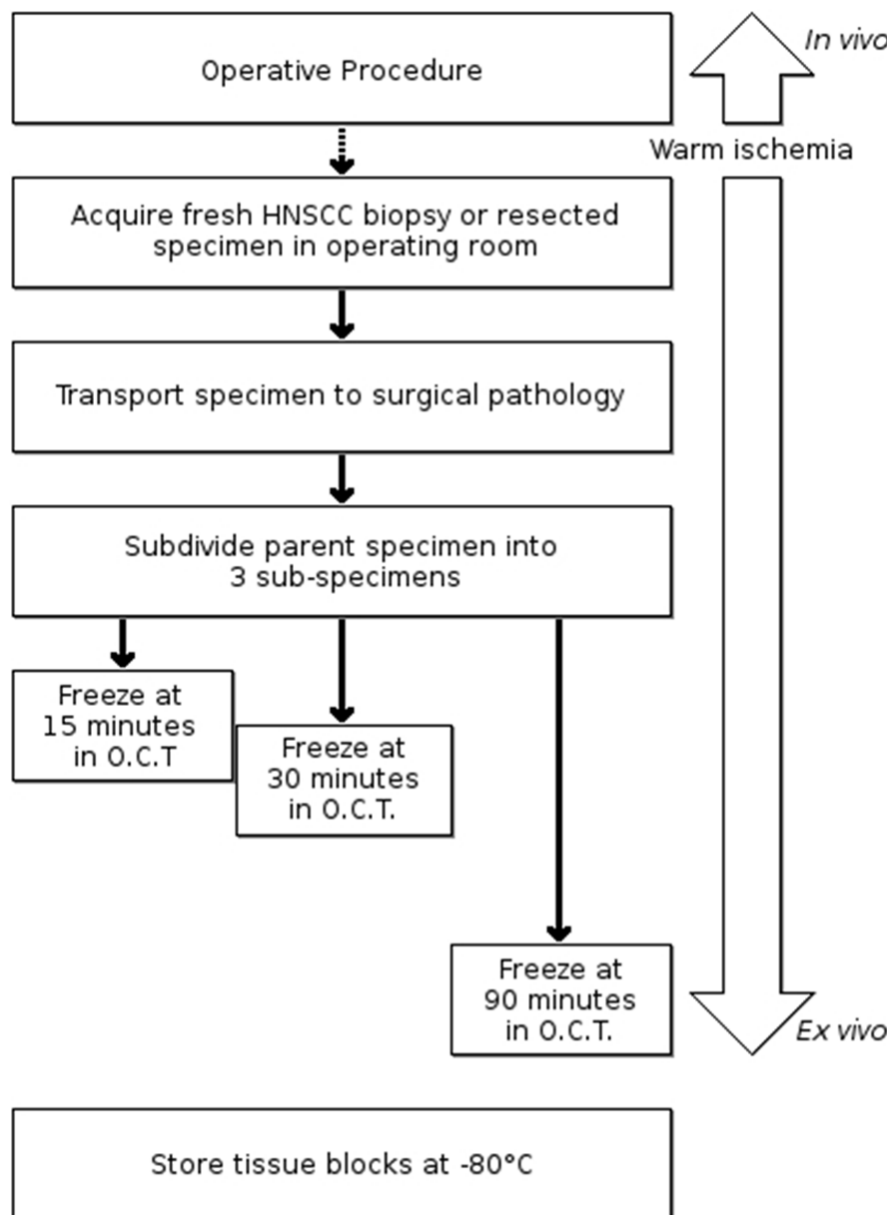 Operative Procedure
In vivo
Warm ischemia
Acquire fresh HNSCC biopsy or resected
specimen in operating room
Transport specimen to surgical pathology
Subdivide parent specimen into
3 sub-specimens
Freeze at
15 minutes
in O.C.T
Freeze at
30 minutes
in O.C.T.
Freeze at
90 minutes
in O.C.T.
Ex vivo
Store tissue blocks at -80°C